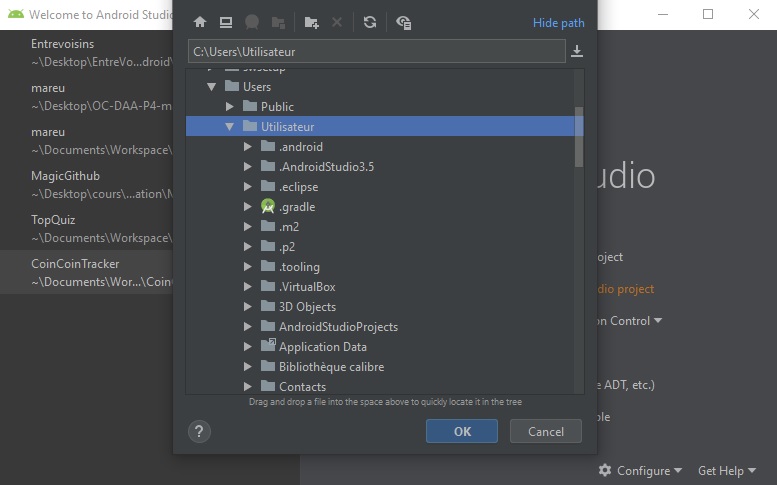 Welcome to Android Studi
Hide path
C:\Users\Utilisateur
Entrevoisins
~\Desktop\EntreVo...droid\
mareu
~\Desktop\OC-DAA-P4-m
mareu
~\Documents\Workspace\
MagicGithub
~\Desktop\cours\...ation\M
TopQuiz
~\Documents\Workspace\
CoinCoinTracker
~\Documents\Wor...\Coin
swsetup
Users
Public
Utilisateur
.android
.AndroidStudio3.5
.eclipse
.gradle
.m2
.p2
.tooling
.VirtualBox
3D Objects
AndroidStudioProjects
Application Data
Bibliothèque calibre
Contacts
Drag and drop a file into the space above to quickly locate it in the tree
?
OK
Cancel
udio
oject
dio project
on Control
e ADT, etc.)
ple
Configure
Get Help